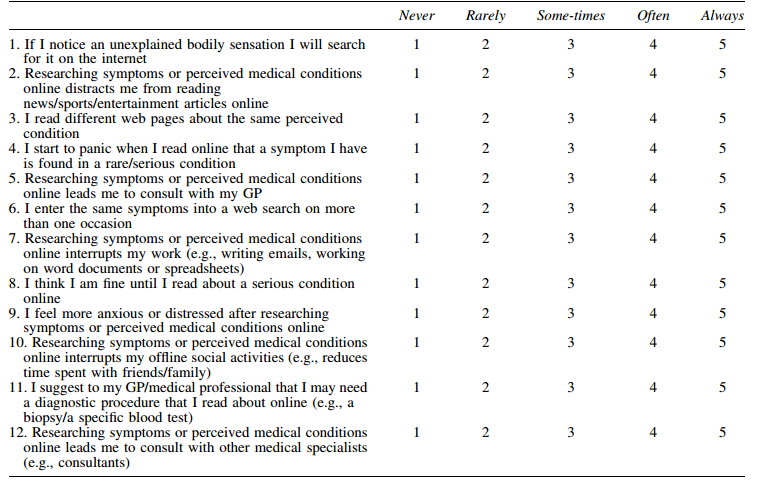 Never Rarely Some-times Often Always
1. If I notice an unexplained bodily sensation I will search 1 2 3 4 5
for it on the internet
2. Researching symptoms or perceived medical conditions 1 2 3 4 5
online distracts me from reading
news/sports/entertainment articles online
3. I read different web pages about the same perceived 1 2 3 4 5
condition
4. I start to panic when I read online that a symptom I have 1 2 3 4 5
is found in a rare/serious condition
5. Researching symptoms or perceived medical conditions 1 2 3 4 5
online leads me to consult with my GP
6. I enter the same symptoms into a web search on more 1 2 3 4 5
than one occasion
7. Researching symptoms or perceived medical conditions 1 2 3 4 5
online interrupts my work (e.g., writing emails, working
on word documents or spreadsheets)
8. I think I am fine until I read about a serious condition 1 2 3 4 5
online
9. I feel more anxious or distressed after researching 1 2 3 4 5
symptoms or perceived medical conditions online
10. Researching symptoms or perceived medical conditions 1 2 3 4 5
online interrupts my offline social activities (e.g., reduces
time spent with friends/family)
11. I suggest to my GP/medical professional that I may need 1 2 3 4 5
a diagnostic procedure that I read about online (e.g., a
biopsy/a specific blood test)
12. Researching symptoms or perceived medical conditions 1 2 3 4 5
online leads me to consult with other medical specialists
(e.g., consultants)